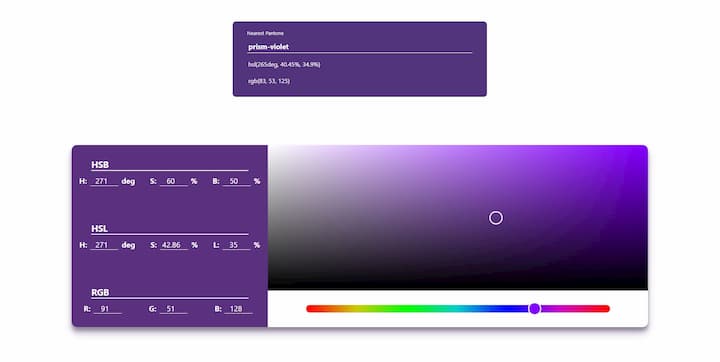 Nearest Pantone
prism-violet
hsl(265deg, 40.45%, 34.9%)
rgb(83, 53, 125)
HSB
H: 271 deg S: 60 % B: 50 %
HSL
H: 271 deg S: 42.86 % L: 35 %
RGB
R: 91 G: 51 B: 128